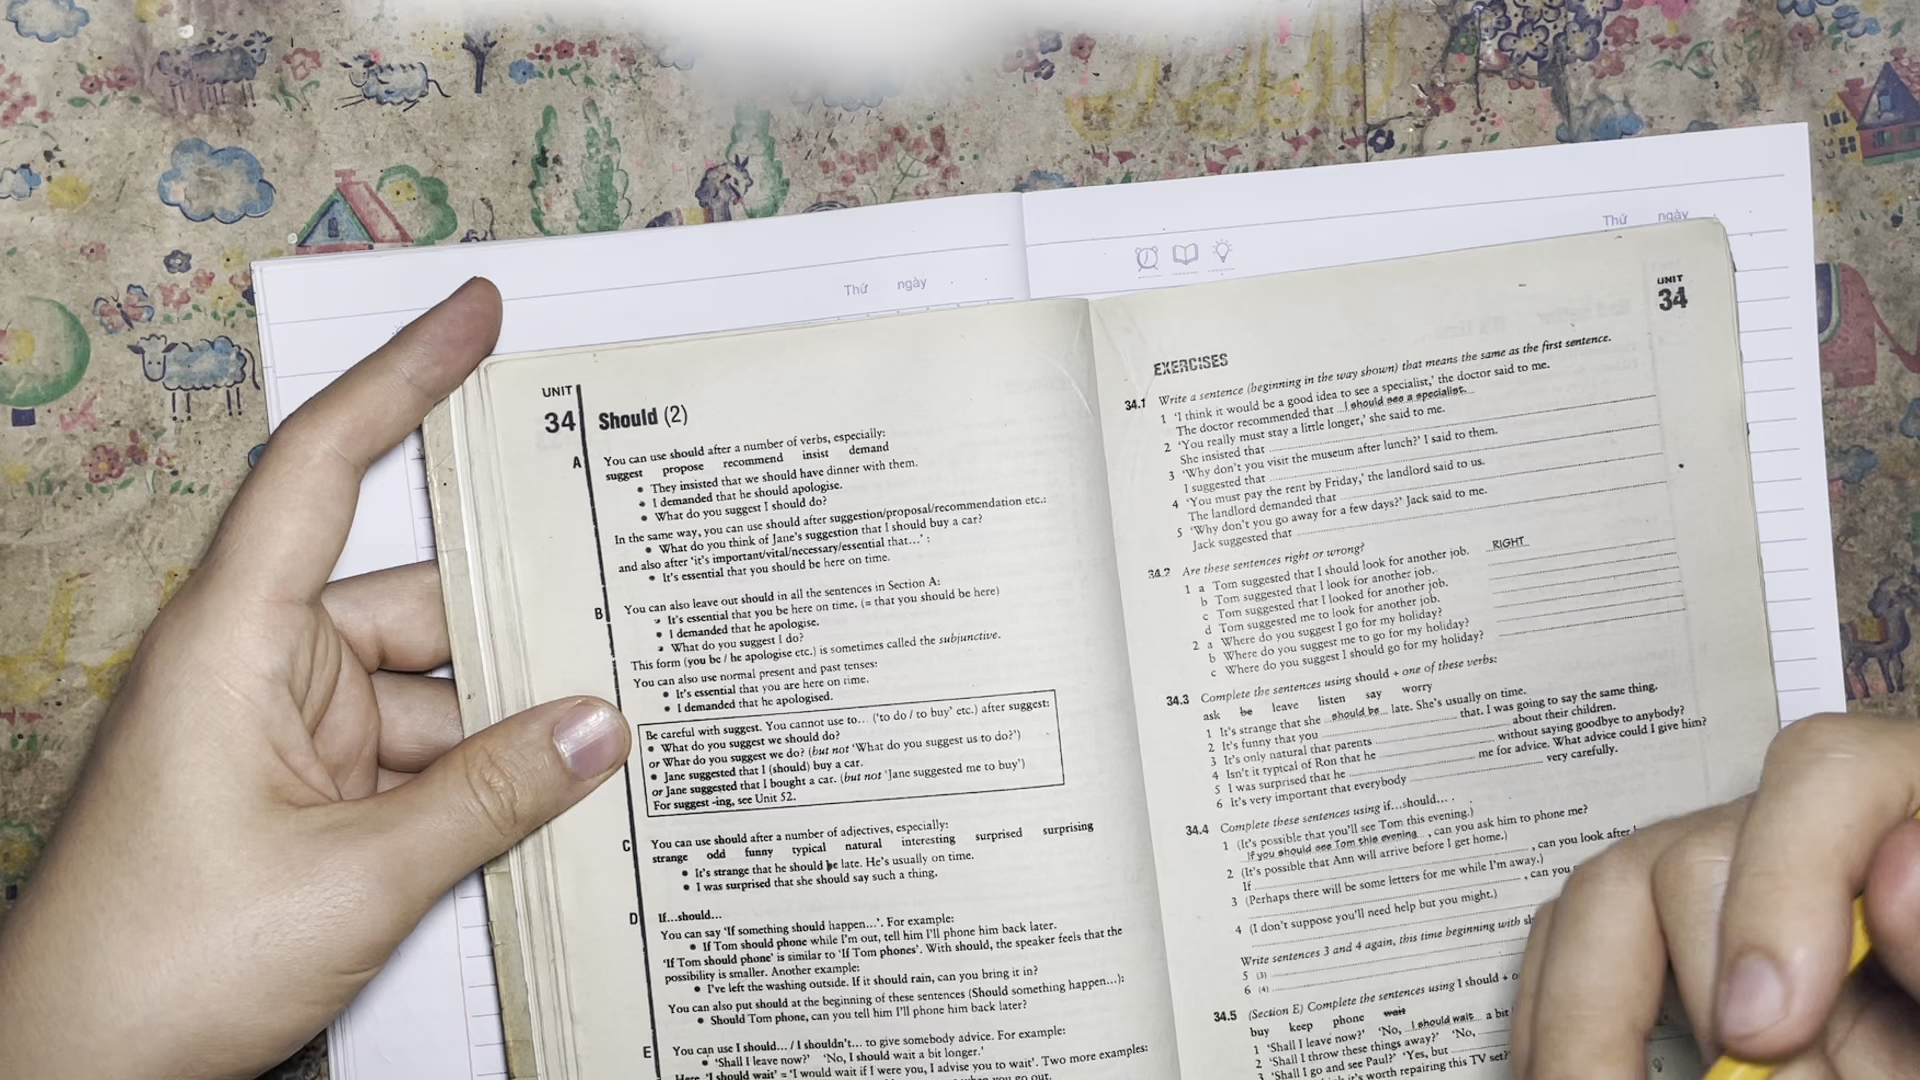 Thứ ngày
Thứ ngày
UNIT
34 Should (2)
A You can use should after a number of verbs, especially:
suggest propose recommend insist demand
• They insisted that we should have dinner with them.
• I demanded that he should apologise.
• What do you suggest I should do?
In the same way, you can use should after suggestion/proposal/recommendation etc.:
• What do you think of Jane's suggestion that I should buy a car?
and also after 'it's important/vital/necessary/essential that...' :
• It's essential that you should be here on time.
B You can also leave out should in all the sentences in Section A:
• It's essential that you be here on time. (= that you should be here)
• I demanded that he apologise.
• What do you suggest I do?
This form (you be / he apologise etc.) is sometimes called the subjunctive.
You can also use normal present and past tenses:
• It's essential that you are here on time.
• I demanded that he apologised.
Be careful with suggest. You cannot use to... ('to do / to buy' etc.) after suggest:
• What do you suggest we should do?
or What do you suggest we do? (but not 'What do you suggest us to do?')
• Jane suggested that I (should) buy a car.
or Jane suggested that I bought a car. (but not 'Jane suggested me to buy')
For suggest -ing, see Unit 52.
C You can use should after a number of adjectives, especially:
strange odd funny typical natural interesting surprised surprising
• It's strange that he should be late. He's usually on time.
• I was surprised that she should say such a thing.
D If...should...
You can say 'If something should happen...'. For example:
• If Tom should phone while I'm out, tell him I'll phone him back later.
'If Tom should phone' is similar to 'If Tom phones'. With should, the speaker feels that the
possibility is smaller. Another example:
• I've left the washing outside. If it should rain, can you bring it in?
You can also put should at the beginning of these sentences (Should something happen...):
• Should Tom phone, can you tell him I'll phone him back later?
E You can use I should... / I shouldn't... to give somebody advice. For example:
• 'Shall I leave now?' 'No, I should wait a bit longer.'
Here, 'I should wait' = 'I would wait if I were you, I advise you to wait'. Two more examples:
you go out.
UNIT
34
EXERCISES
34.1 Write a sentence (beginning in the way shown) that means the same as the first sentence.
1 'I think it would be a good idea to see a specialist,' the doctor said to me.
The doctor recommended that I should see a specialist.
2 'You really must stay a little longer,' she said to me.
She insisted that
3 'Why don't you visit the museum after lunch?' I said to them.
I suggested that
4 'You must pay the rent by Friday,' the landlord said to us.
The landlord demanded that
5 'Why don't you go away for a few days?' Jack said to me.
Jack suggested that
34.2 Are these sentences right or wrong?
1 a Tom suggested that I should look for another job. RIGHT
b Tom suggested that I look for another job.
c Tom suggested that I looked for another job.
d Tom suggested me to look for another job.
2 a Where do you suggest I go for my holiday?
b Where do you suggest me to go for my holiday?
c Where do you suggest I should go for my holiday?
34.3 Complete the sentences using should + one of these verbs:
ask be leave listen say worry
1 It's strange that she should be late. She's usually on time.
2 It's funny that you that. I was going to say the same thing.
3 It's only natural that parents about their children.
4 Isn't it typical of Ron that he without saying goodbye to anybody?
5 I was surprised that he me for advice. What advice could I give him?
6 It's very important that everybody very carefully.
34.4 Complete these sentences using if...should... .
1 (It's possible that you'll see Tom this evening.)
If you should see Tom this evening , can you ask him to phone me?
2 (It's possible that Ann will arrive before I get home.)
If , can you look after
3 (Perhaps there will be some letters for me while I'm away.)
, can you
4 (I don't suppose you'll need help but you might.)
Write sentences 3 and 4 again, this time beginning with
5 (3)
6 (4)
34.5 (Section E) Complete the sentences using I should +
buy keep phone wait
1 'Shall I leave now?' 'No, I should wait a bit
2 'Shall I throw these things away?' 'No,
3 'Shall I go and see Paul?' 'Yes, but
it's worth repairing this TV set?'